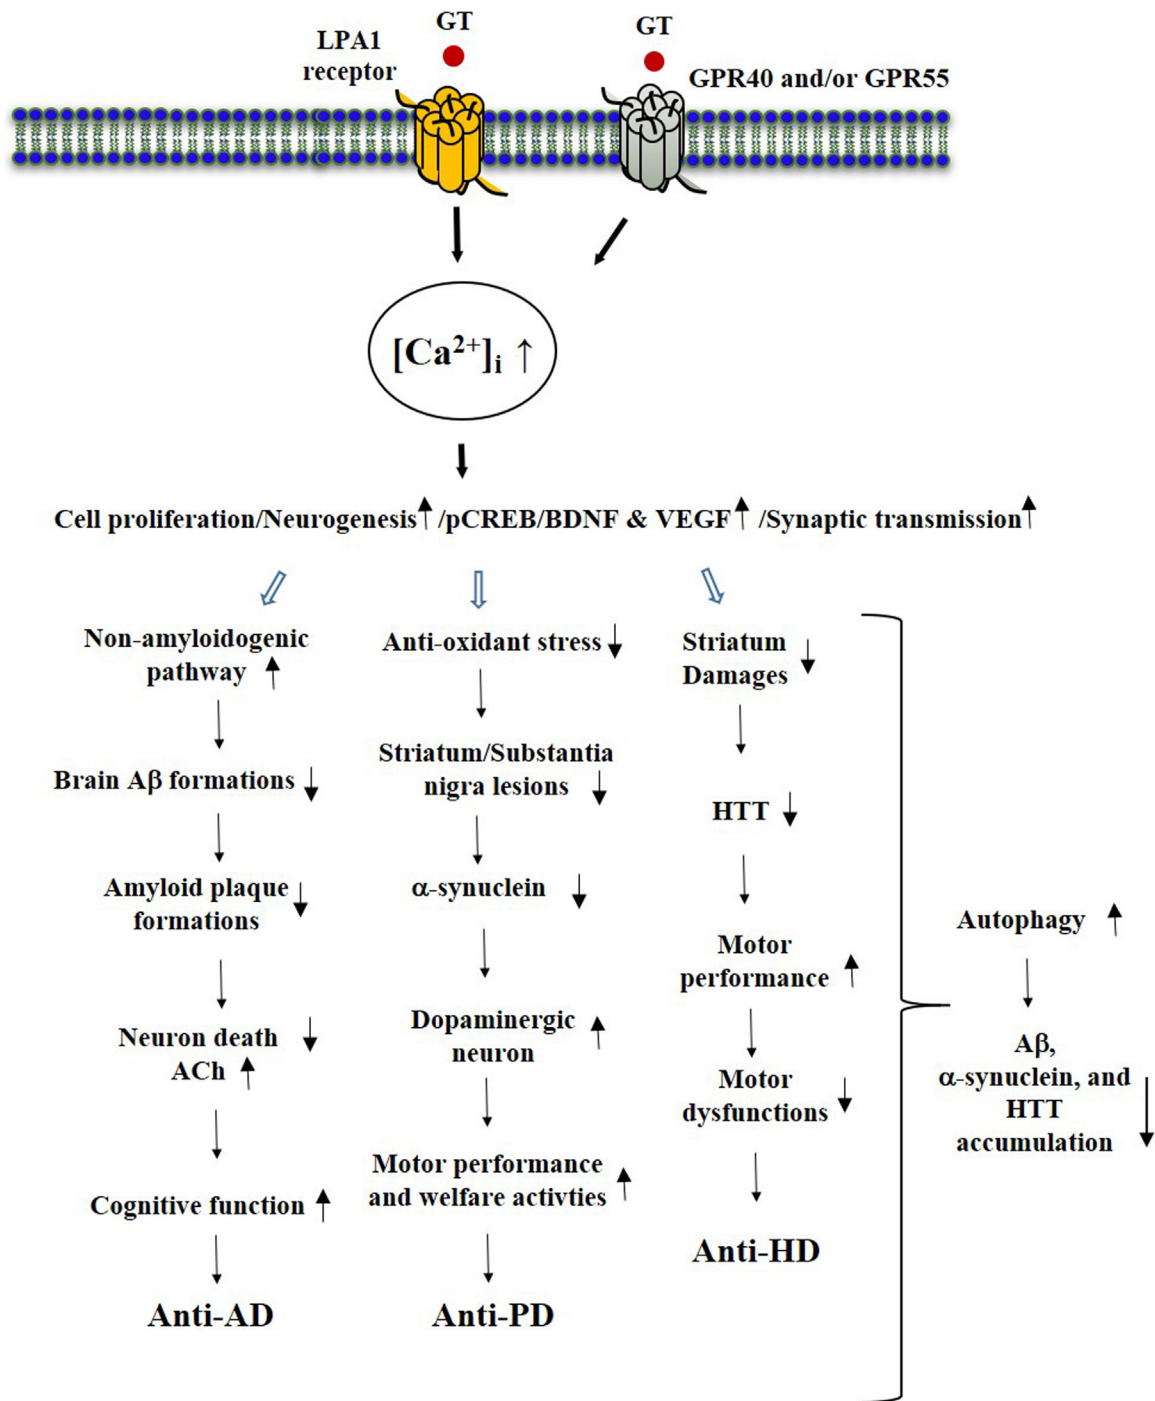 GT
GT
LPA1
receptor
GPR40 and/or GPR55
[Ca²⁺]ᵢ ↑
Cell proliferation/Neurogenesis↑/pCREB/BDNF & VEGF↑ /Synaptic transmission↑
Non-amyloidogenic
pathway ↑
Brain Aβ formations ↓
Amyloid plaque ↓
formations
Neuron death ↓
ACh ↑
Cognitive function ↑
Anti-AD
Anti-oxidant stress ↓
Striatum/Substantia
nigra lesions ↓
α-synuclein ↓
Dopaminergic ↑
neuron
Motor performance
and welfare activties ↑
Anti-PD
Striatum ↓
Damages
HTT ↓
Motor
performance ↑
Motor
dysfunctions ↓
Anti-HD
Autophagy ↑
Aβ,
α-synuclein, and
HTT
accumulation ↓